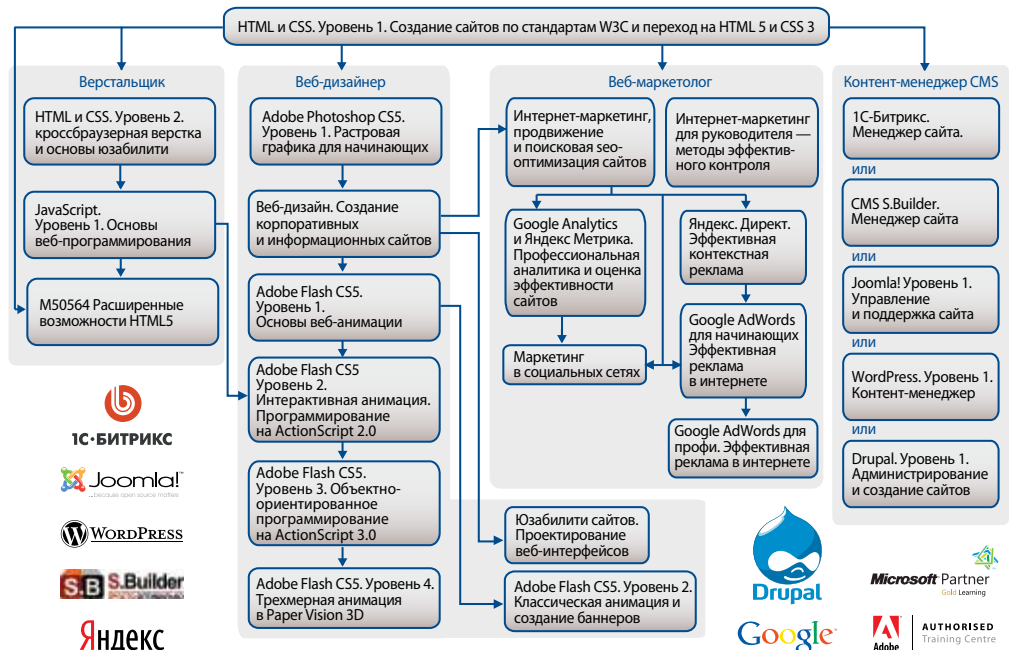 HTML и CSS. Уровень 1. Создание сайтов по стандартам W3C и переход на HTML 5 и CSS 3
Верстальщик
HTML и CSS. Уровень 2.
кроссбраузерная верстка
и основы юзабилити
JavaScript.
Уровень 1. Основы
веб-программирования
M50564 Расширенные
возможности HTML5
Веб-дизайнер
Adobe Photoshop CS5.
Уровень 1. Растровая
графика для начинающих
Веб-дизайн. Создание
корпоративных
и информационных сайтов
Adobe Flash CS5.
Уровень 1.
Основы веб-анимации
Adobe Flash CS5
Уровень 2.
Интерактивная анимация.
Программирование
на ActionScript 2.0
Adobe Flash CS5.
Уровень 3. Объектно-
ориентированное
программирование
на ActionScript 3.0
Adobe Flash CS5. Уровень 4.
Трехмерная анимация
в Paper Vision 3D
Юзабилити сайтов.
Проектирование
веб-интерфейсов
Adobe Flash CS5. Уровень 2.
Классическая анимация и
создание баннеров
Веб-маркетолог
Интернет-маркетинг,
продвижение
и поисковая seo-
оптимизация сайтов
Интернет-маркетинг
для руководителя —
методы эффектив-
ного контроля
Google Analytics
и Яндекс Метрика.
Профессиональная
аналитика и оценка
эффективности
сайтов
Яндекс. Директ.
Эффективная
контекстная
реклама
Маркетинг
в социальных сетях
Google AdWords
для начинающих
Эффективная
реклама
в интернете
Google AdWords для
профи. Эффективная
реклама в интернете
Контент-менеджер CMS
1С-Битрикс.
Менеджер сайта.
или
CMS S.Builder.
Менеджер сайта
или
Joomla! Уровень 1.
Управление
и поддержка сайта
или
WordPress. Уровень 1.
Контент-менеджер
или
Drupal. Уровень 1.
Администрирование
и создание сайтов
1С·БИТРИКС
Joomla!™
...because open source matters
WORDPRESS
S.B S.Builder
Яндекс
Drupal
Google
Microsoft Partner
Gold Learning
Adobe
AUTHORISED
Training Centre